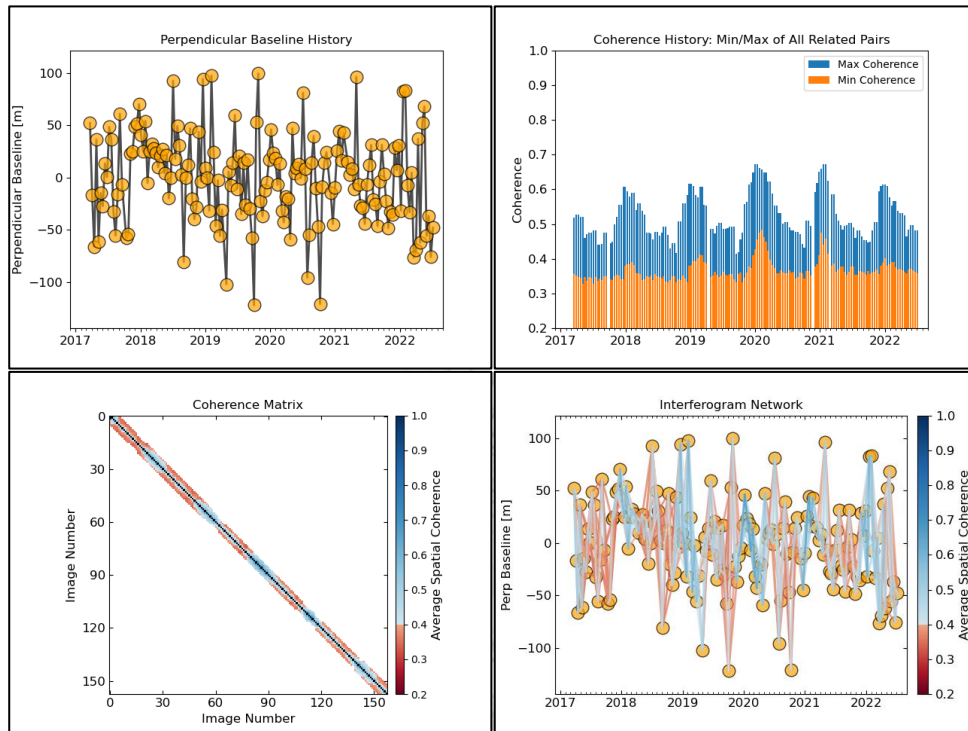 Perpendicular Baseline History
Perpendicular Baseline [m]
100
50
0
−50
−100
2017 2018 2019 2020 2021 2022
Coherence History: Min/Max of All Related Pairs
Max Coherence
Min Coherence
Coherence
1.0
0.9
0.8
0.7
0.6
0.5
0.4
0.3
0.2
2017 2018 2019 2020 2021 2022
Coherence Matrix
Image Number
0
30
60
90
120
150
0 30 60 90 120 150
Image Number
1.0
0.9
0.8
0.7
0.6
0.5
0.4
0.3
0.2
Average Spatial Coherence
Interferogram Network
Perp Baseline [m]
100
50
0
−50
−100
2017 2018 2019 2020 2021 2022
1.0
0.9
0.8
0.7
0.6
0.5
0.4
0.3
0.2
Average Spatial Coherence